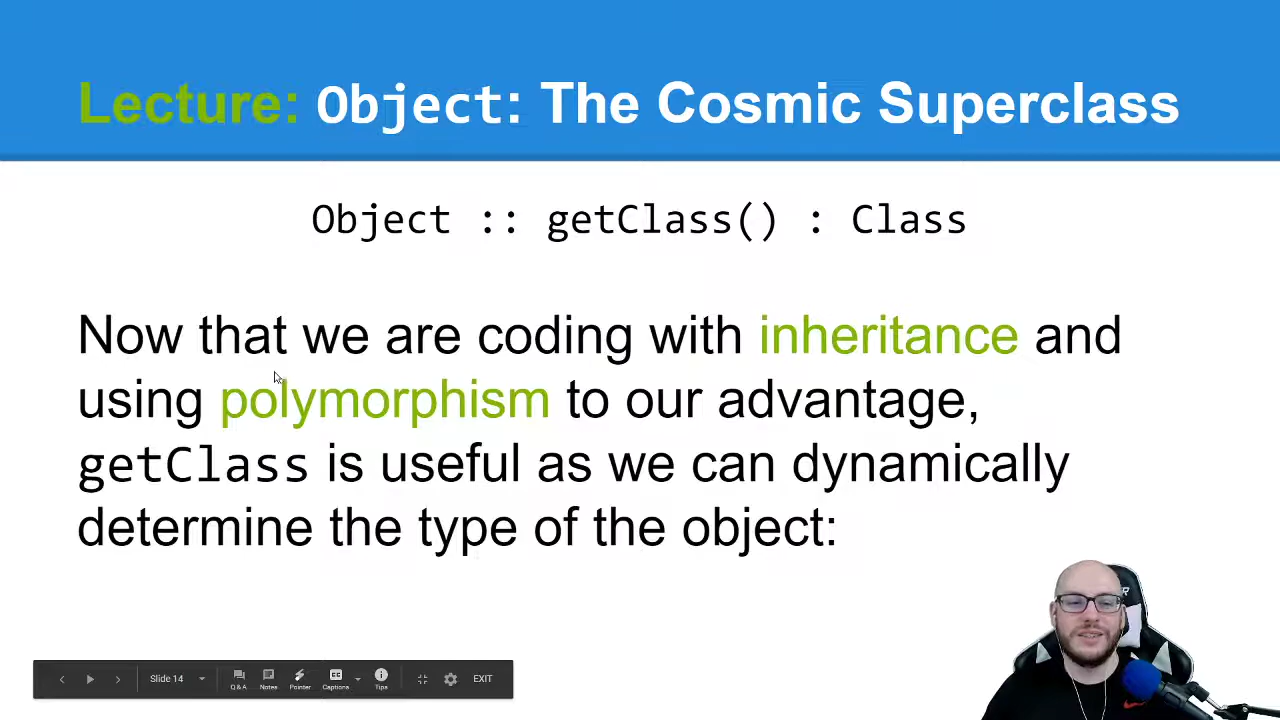 Lecture: Object: The Cosmic Superclass
Object :: getClass() : Class
Now that we are coding with inheritance and
using polymorphism to our advantage,
getClass is useful as we can dynamically
determine the type of the object:
Slide 14
Q&A Notes Pointer Captions Tips
EXIT